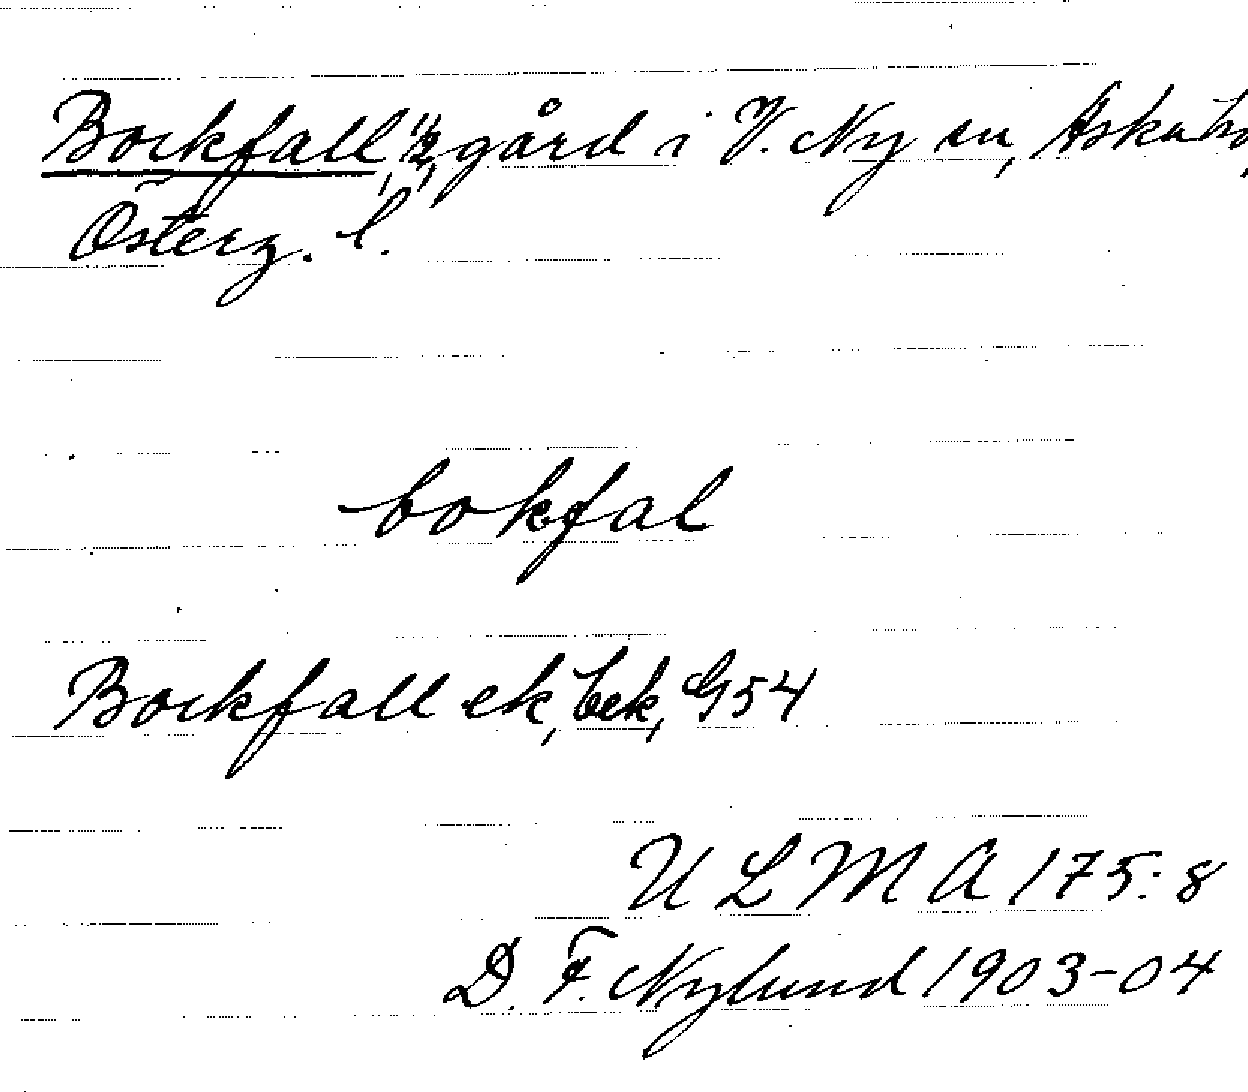 Bockfall, 1/2, gård i V. Ny sn, Aska hd,
Österg. l.
bokfal
Bockfall ek, bek, G54
ULMA 175:8
D. F. Nylund 1903-04